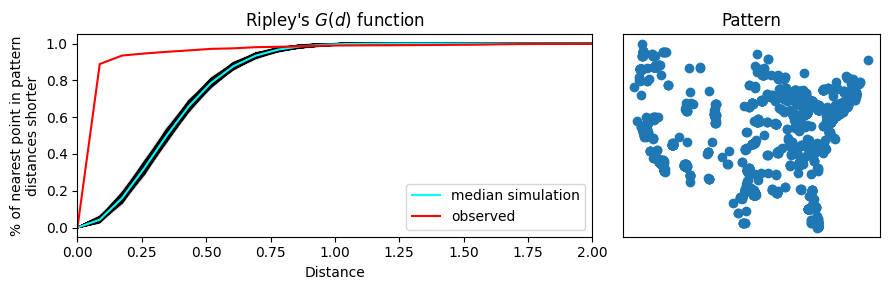 Ripley's G(d) function
Pattern
% of nearest point in pattern
distances shorter
1.0
0.8
0.6
0.4
0.2
0.0
median simulation
observed
0.00 0.25 0.50 0.75 1.00 1.25 1.50 1.75 2.00
Distance